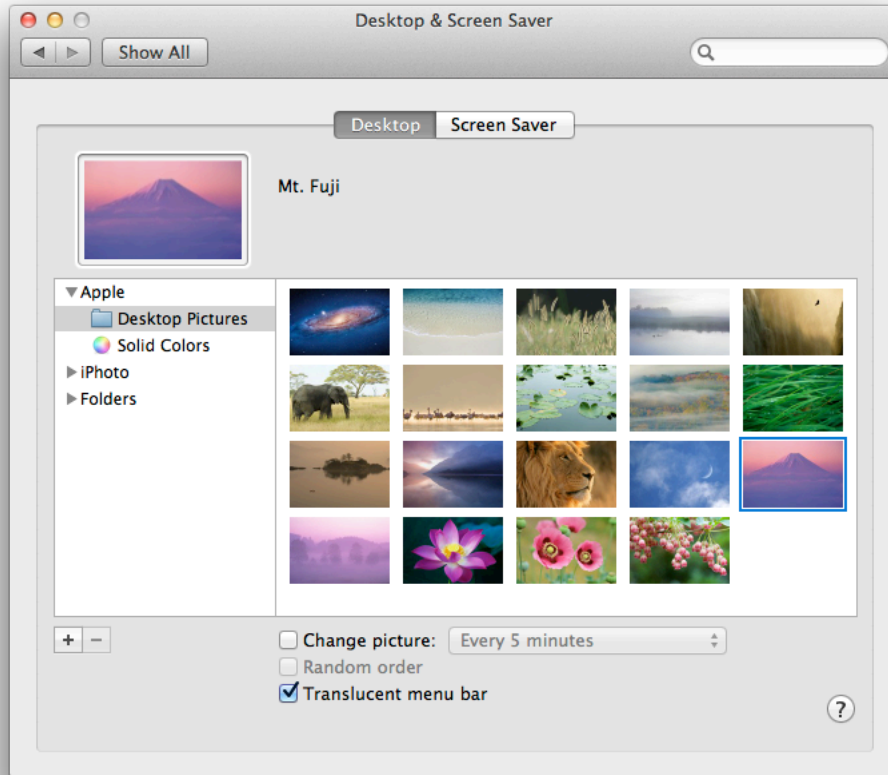 Desktop & Screen Saver
Show All
Desktop Screen Saver
Mt. Fuji
Apple
Desktop Pictures
Solid Colors
iPhoto
Folders
+ −
Change picture: Every 5 minutes
Random order
Translucent menu bar
?